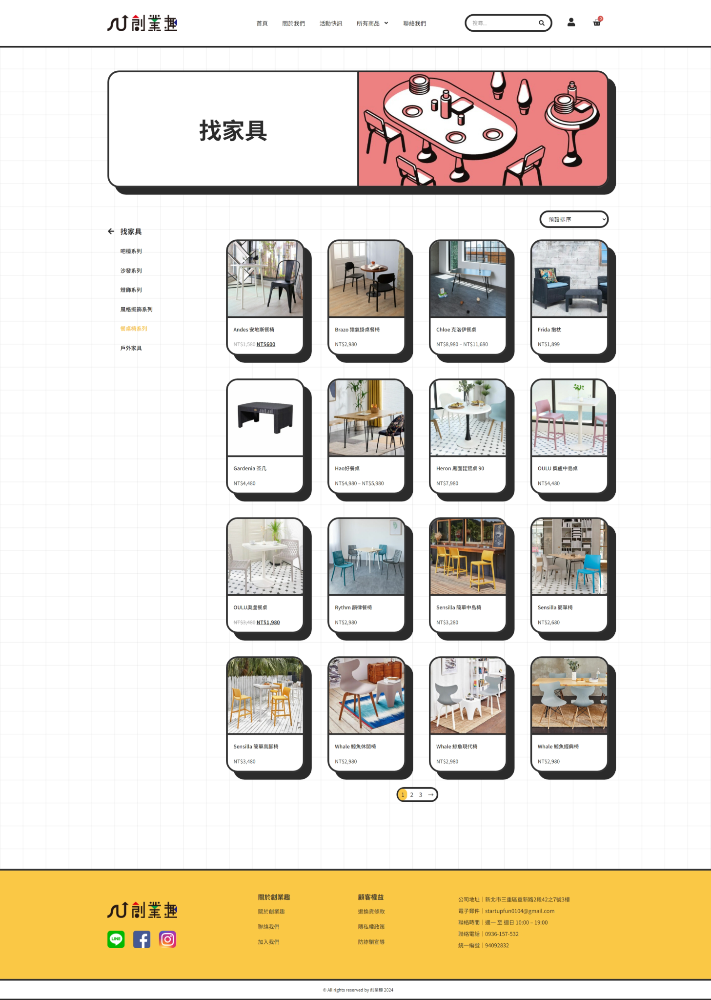 創業趣
首頁
關於我們
活動快訊
所有商品
聯絡我們
搜尋...
0
找家具
預設排序
找家具
吧檯系列
沙發系列
燈飾系列
風格擺飾系列
餐桌椅系列
戶外家具
Andes 安地斯餐椅
NT$1,580 NT$600
Brazo 猿氣掛桌餐椅
NT$2,980
Chloe 克洛伊餐桌
NT$8,980 – NT$11,680
Frida 抱枕
NT$1,899
Gardenia 茶几
NT$4,480
Hao好餐桌
NT$4,980 – NT$5,980
Heron 黑面琵鷺桌 90
NT$7,980
OULU 奧盧中島桌
NT$4,480
OULU奧盧餐桌
NT$3,480 NT$1,980
Rythm 韻律餐椅
NT$2,980
Coffee
Sensilla 簡單中島椅
NT$3,280
Sensilla 簡單椅
NT$2,680
Sensilla 簡單高腳椅
NT$3,480
Whale 鯨魚休閒椅
NT$2,980
Whale 鯨魚現代椅
NT$2,980
Whale 鯨魚經典椅
NT$2,980
1 2 3 →
創業趣
LINE
關於創業趣
關於創業趣
聯絡我們
加入我們
顧客權益
退換貨條款
隱私權政策
防詐騙宣導
公司地址｜新北市三重區重新路2段42之7號3樓
電子郵件｜startupfun0104@gmail.com
聯絡時間｜週一 至 週日 10:00 – 19:00
聯絡電話｜0936-157-532
統一編號｜94092832
© All rights reserved by 創業趣 2024